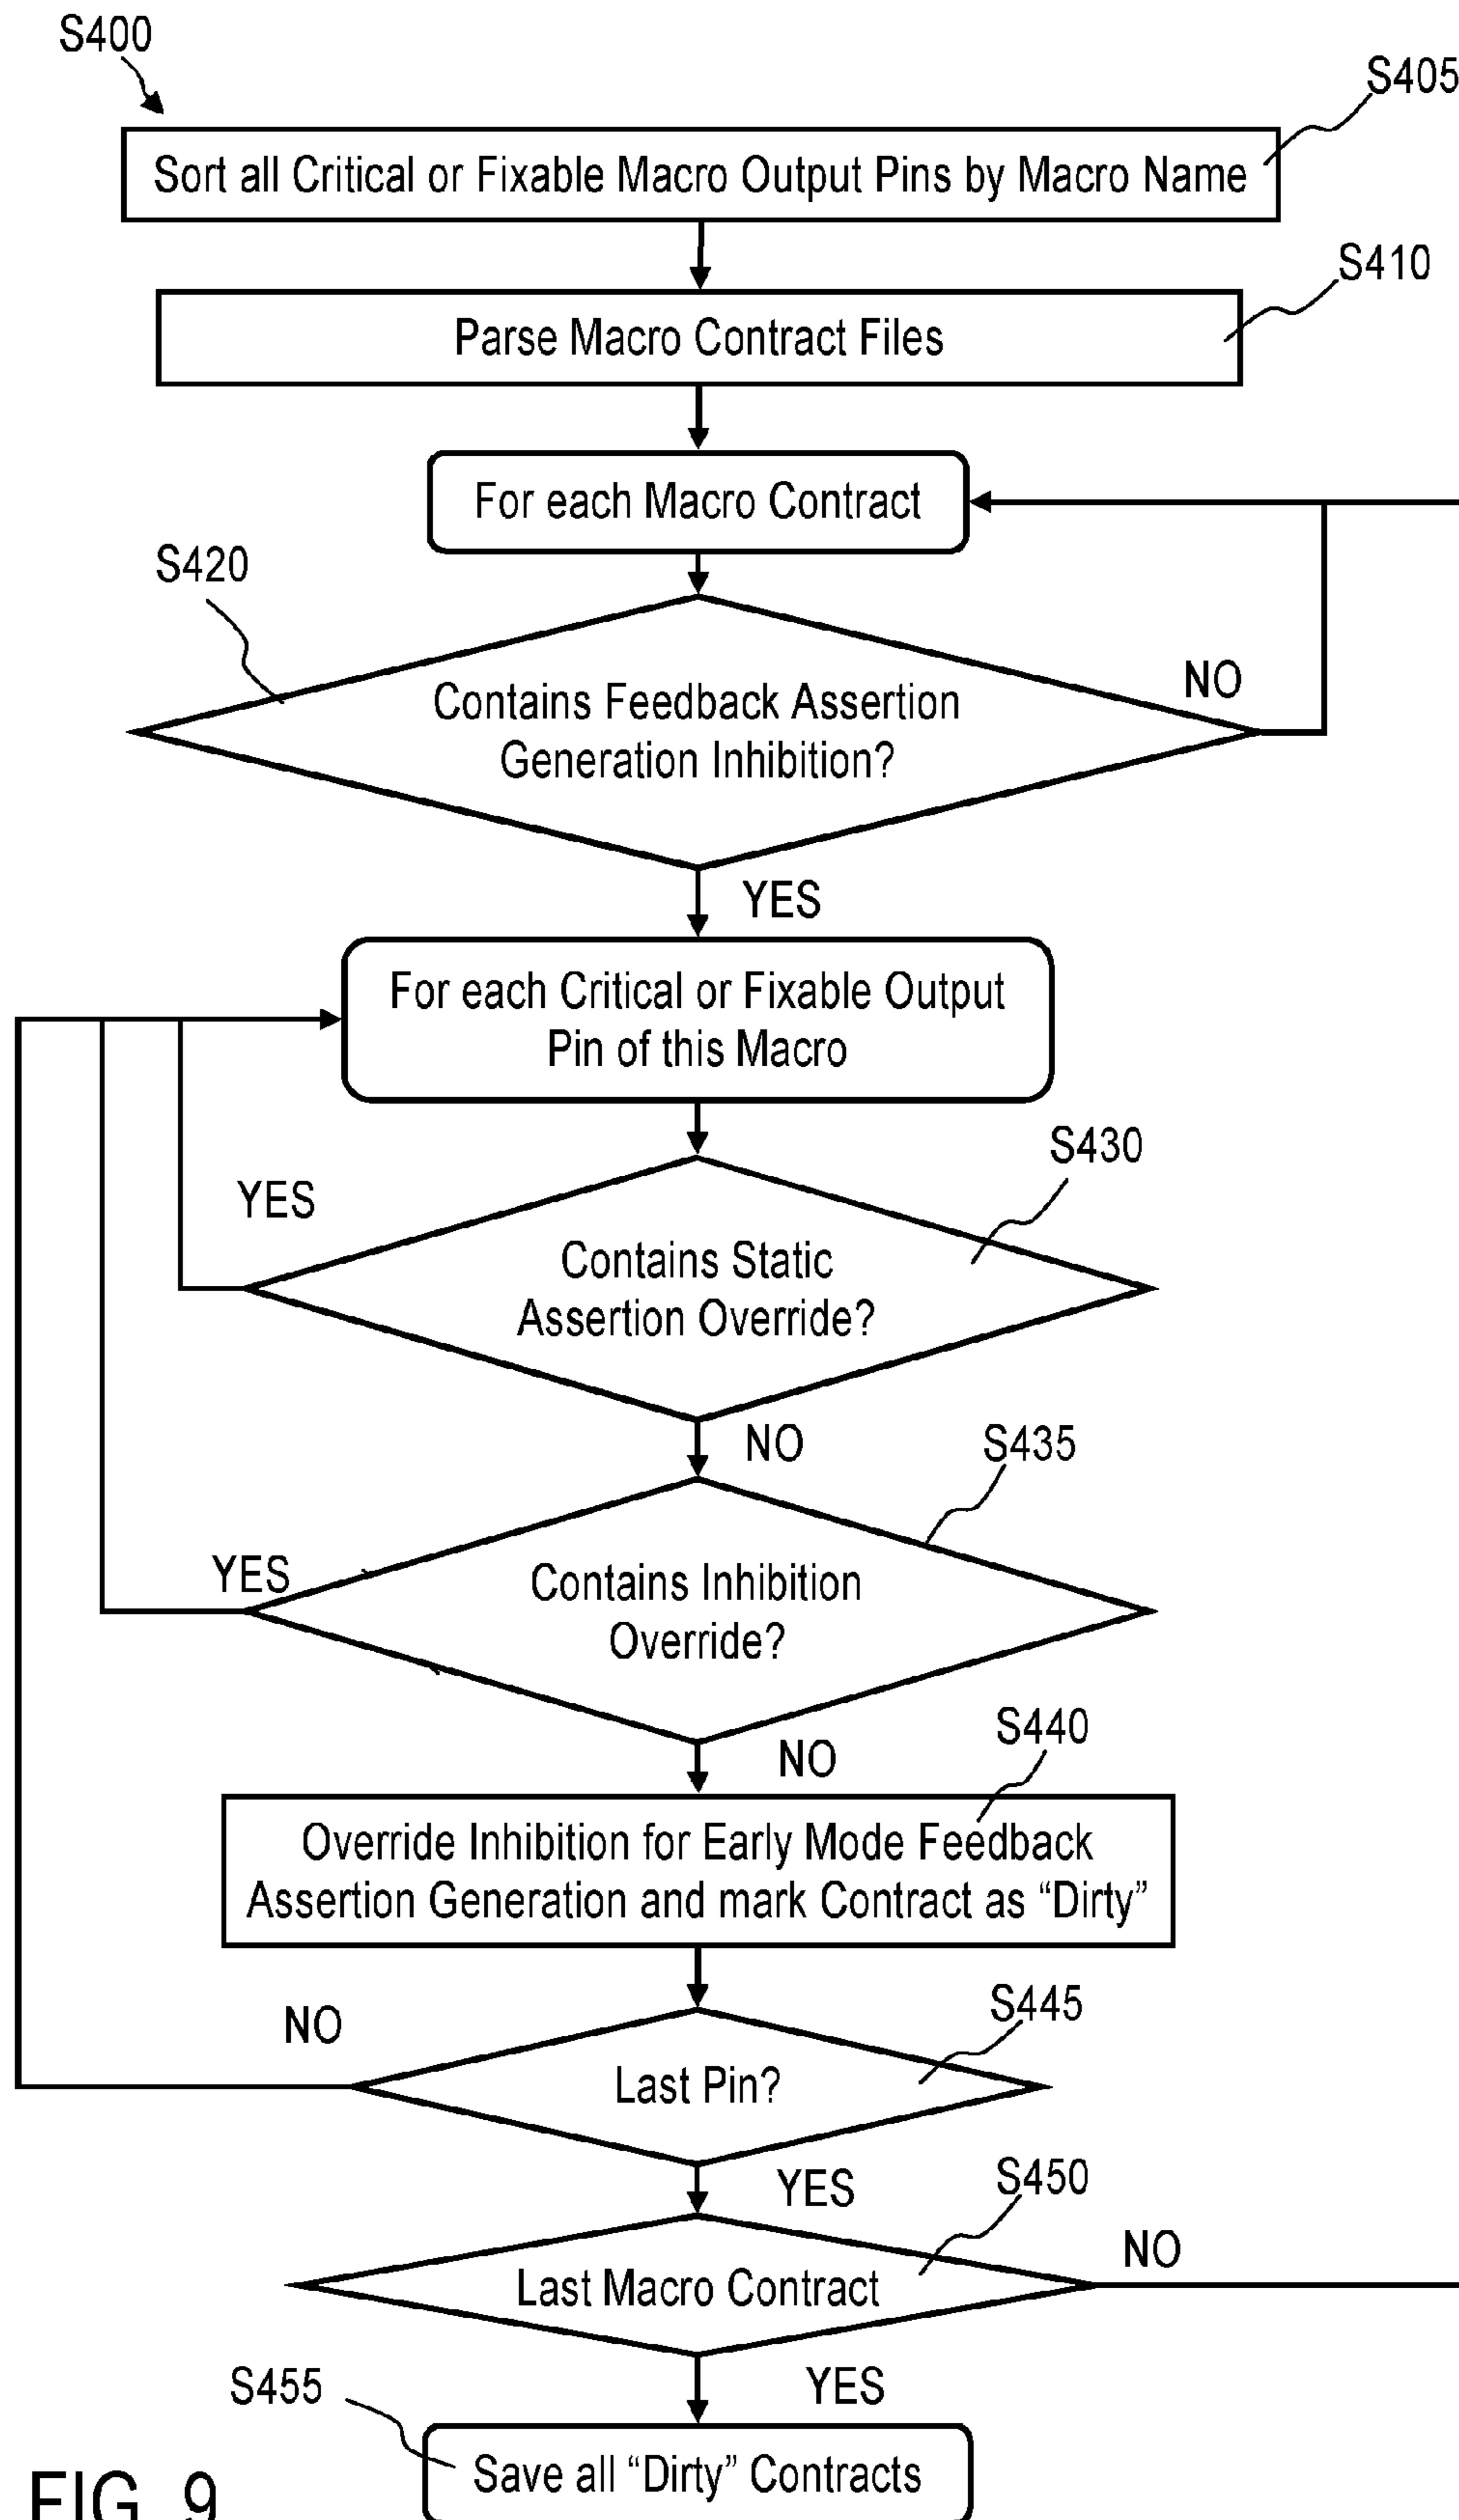 S400
S405
Sort all Critical or Fixable Macro Output Pins by Macro Name
S410
Parse Macro Contract Files
For each Macro Contract
S420
NO
Contains Feedback Assertion
Generation Inhibition?
YES
For each Critical or Fixable Output
Pin of this Macro
S430
YES
Contains Static
Assertion Override?
NO
S435
YES
Contains Inhibition
Override?
S440
NO
Override Inhibition for Early Mode Feedback
Assertion Generation and mark Contract as “Dirty”
S445
NO
Last Pin?
YES
S450
NO
Last Macro Contract
S455
YES
Save all “Dirty” Contracts
FIG. 9